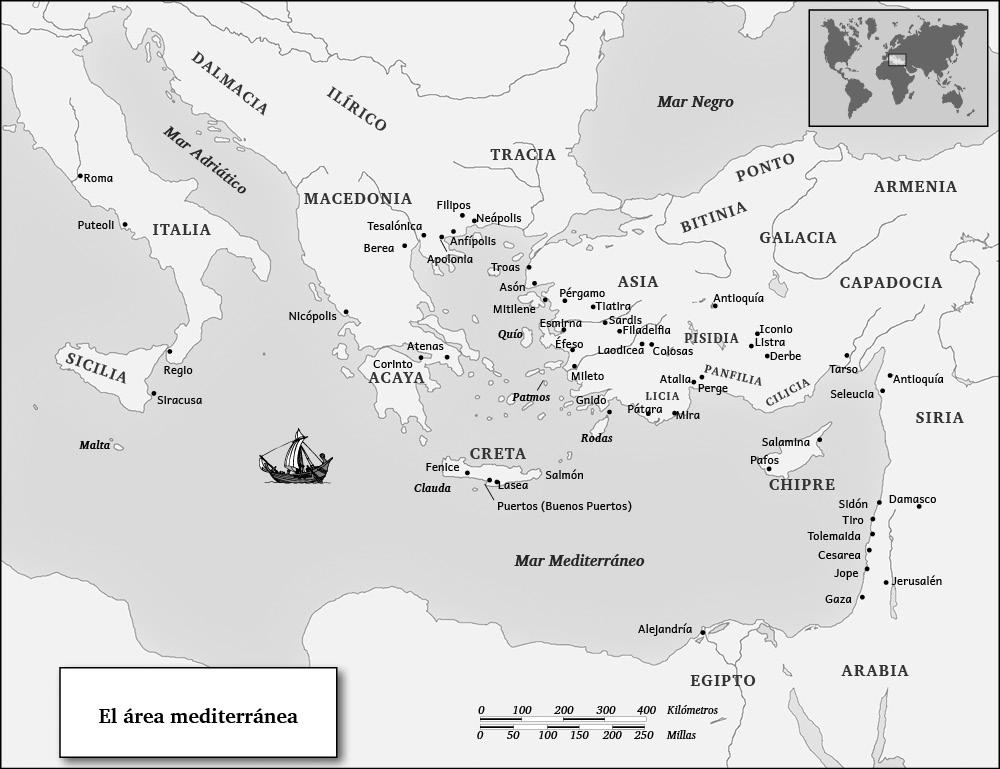 DALMACIA
ILÍRICO
Mar Negro
Mar Adriático
TRACIA
PONTO
ARMENIA
Roma
MACEDONIA
Filipos
Neápolis
BITINIA
Puteoli
ITALIA
Tesalónica
Anfípolis
GALACIA
Berea
Apolonia
Troas
ASIA
CAPADOCIA
Asón
Pérgamo
Antioquía
Mitilene
Tiatira
Nicópolis
Esmirna
Sardis
Quío
Filadelfia
PISIDIA
Iconio
Listra
Éfeso
Laodicea
Colosas
Derbe
Atenas
SICILIA
Regio
Corinto
ACAYA
Mileto
Atalia
PANFILIA
Tarso
Antioquía
Perge
CILICIA
Seleucia
Siracusa
Patmos
Gnido
LICIA
Pátara
Mira
SIRIA
Malta
Rodas
Salamina
CRETA
Fenice
Salmón
Pafos
CHIPRE
Clauda
Lasea
Puertos (Buenos Puertos)
Sidón
Damasco
Tiro
Tolemaida
Cesarea
Mar Mediterráneo
Jope
Jerusalén
Gaza
Alejandría
EGIPTO
ARABIA
El área mediterránea
0 100 200 300 400 Kilómetros
0 50 100 150 200 250 Millas